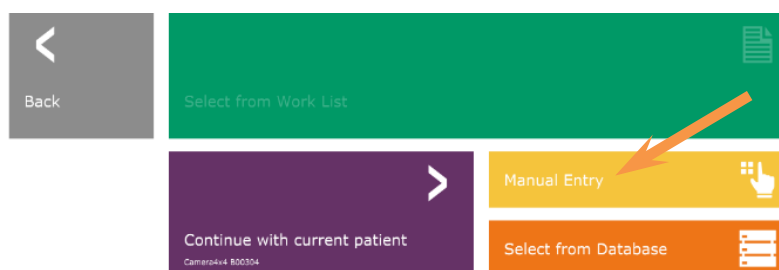 Back
Select from Work List
Manual Entry
Continue with current patient
Camera4x4 B00304
Select from Database